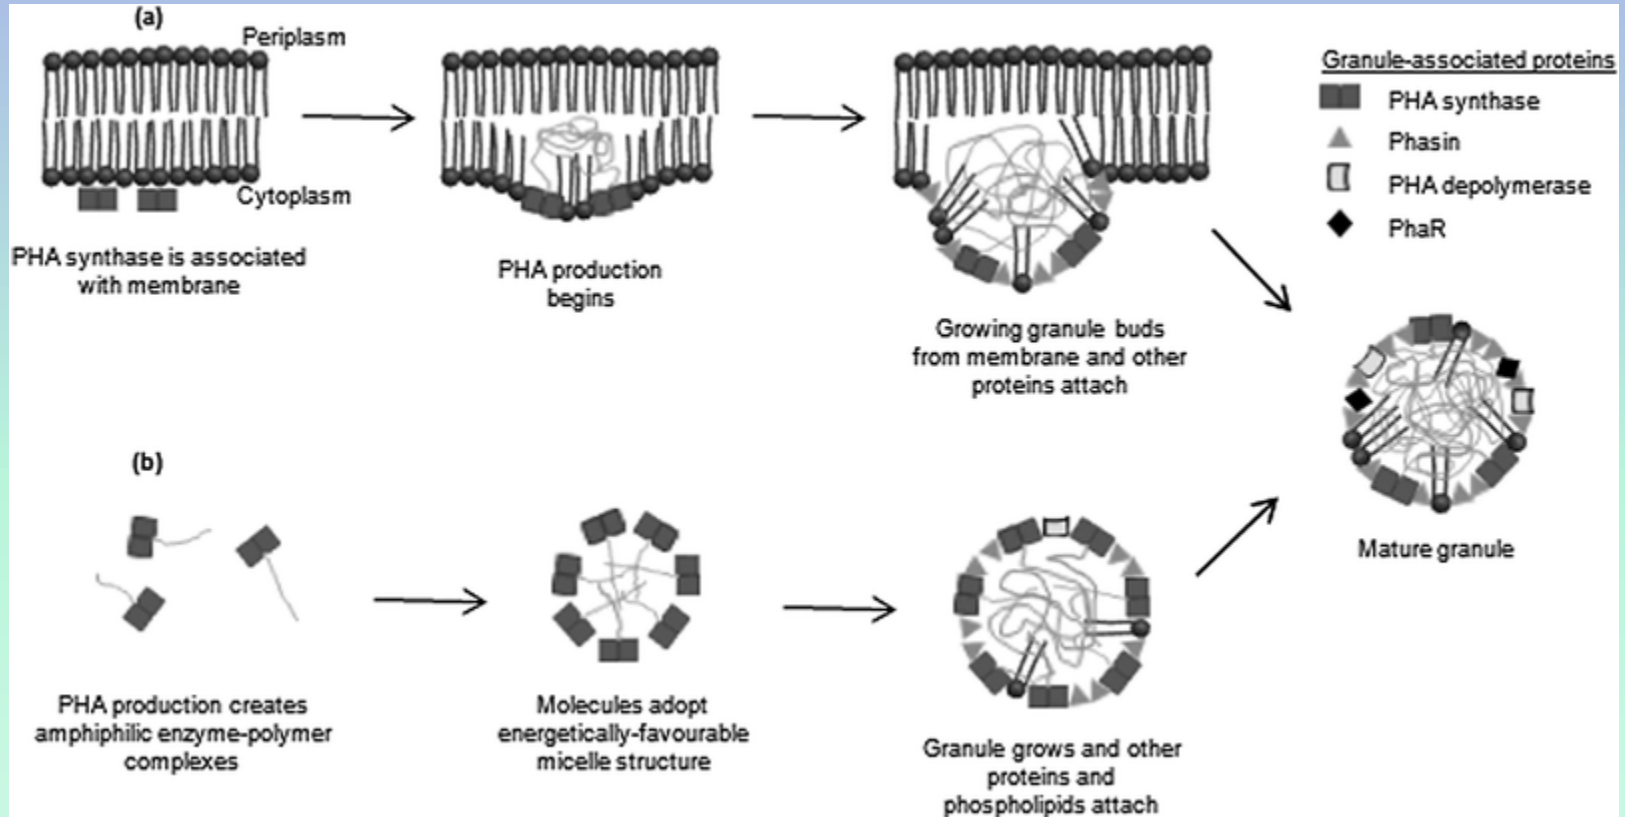 (a)
Periplasm
Cytoplasm
PHA synthase is associated
with membrane
PHA production
begins
Growing granule buds
from membrane and other
proteins attach
Granule-associated proteins
PHA synthase
Phasin
PHA depolymerase
PhaR
Mature granule
(b)
PHA production creates
amphiphilic enzyme-polymer
complexes
Molecules adopt
energetically-favourable
micelle structure
Granule grows and other
proteins and
phospholipids attach